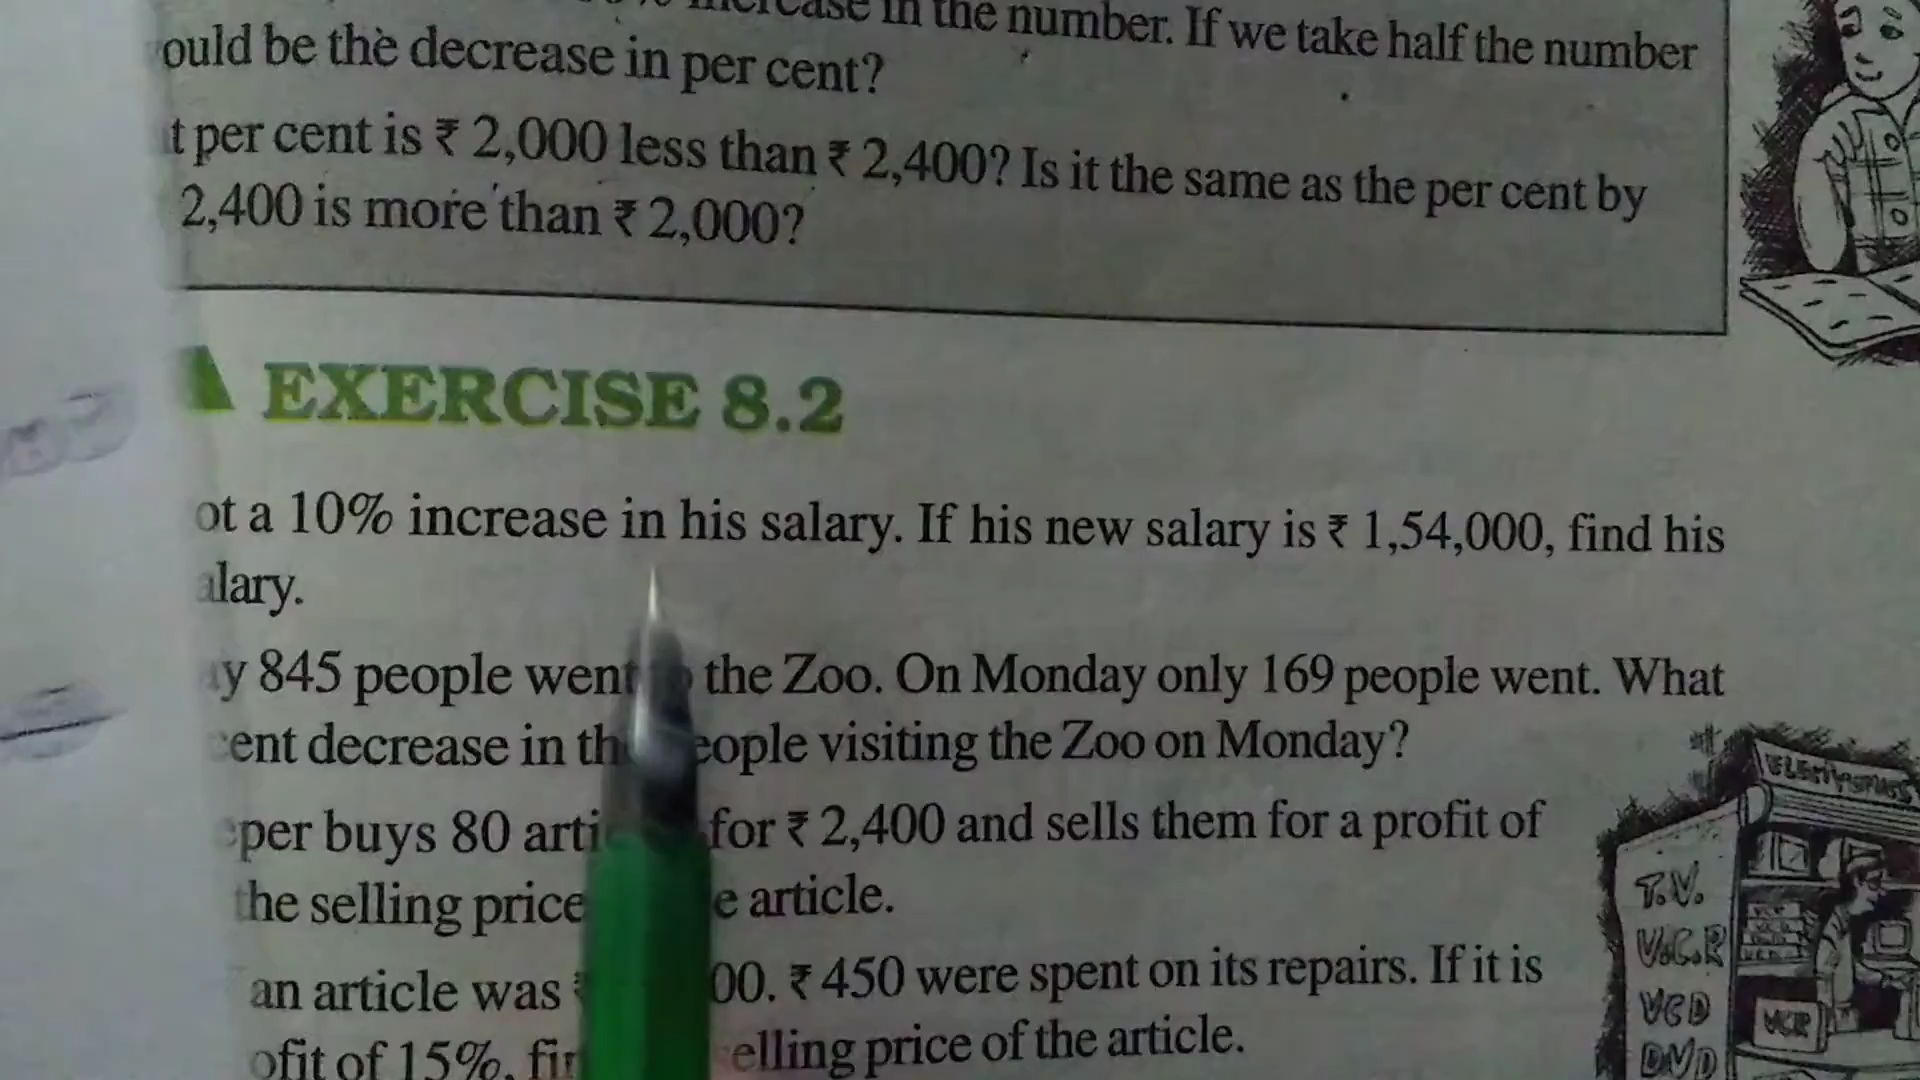 increase in the number. If we take half the number
ould be the decrease in per cent?
t per cent is ₹ 2,000 less than ₹ 2,400? Is it the same as the per cent by
2,400 is more than ₹ 2,000?
EXERCISE 8.2
ot a 10% increase in his salary. If his new salary is ₹ 1,54,000, find his
alary.
y 845 people went the Zoo. On Monday only 169 people went. What
ent decrease in th eople visiting the Zoo on Monday?
per buys 80 arti for ₹ 2,400 and sells them for a profit of
the selling price e article.
an article was ₹ 00. ₹ 450 were spent on its repairs. If it is
ofit of 15%, fin elling price of the article.
T.V.
V.C.R
VCD
VCR
DVD